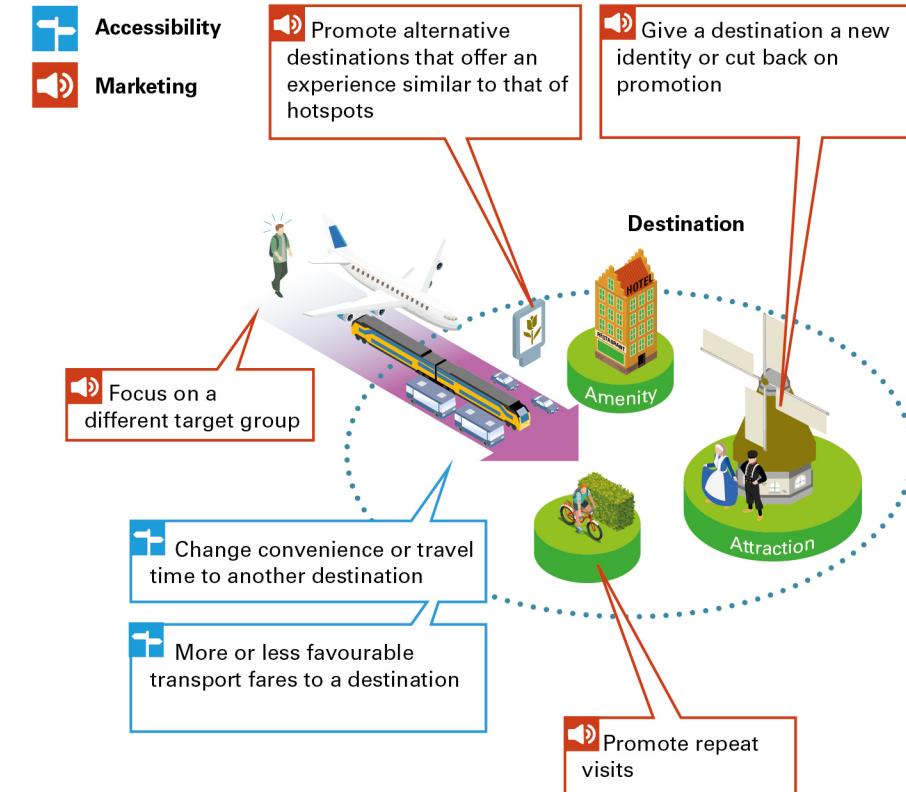 Accessibility
Marketing
Promote alternative
destinations that offer an
experience similar to that of
hotspots
Give a destination a new
identity or cut back on
promotion
Destination
HOTEL
RESTAURANT
Amenity
Focus on a
different target group
Attraction
Change convenience or travel
time to another destination
More or less favourable
transport fares to a destination
Promote repeat
visits